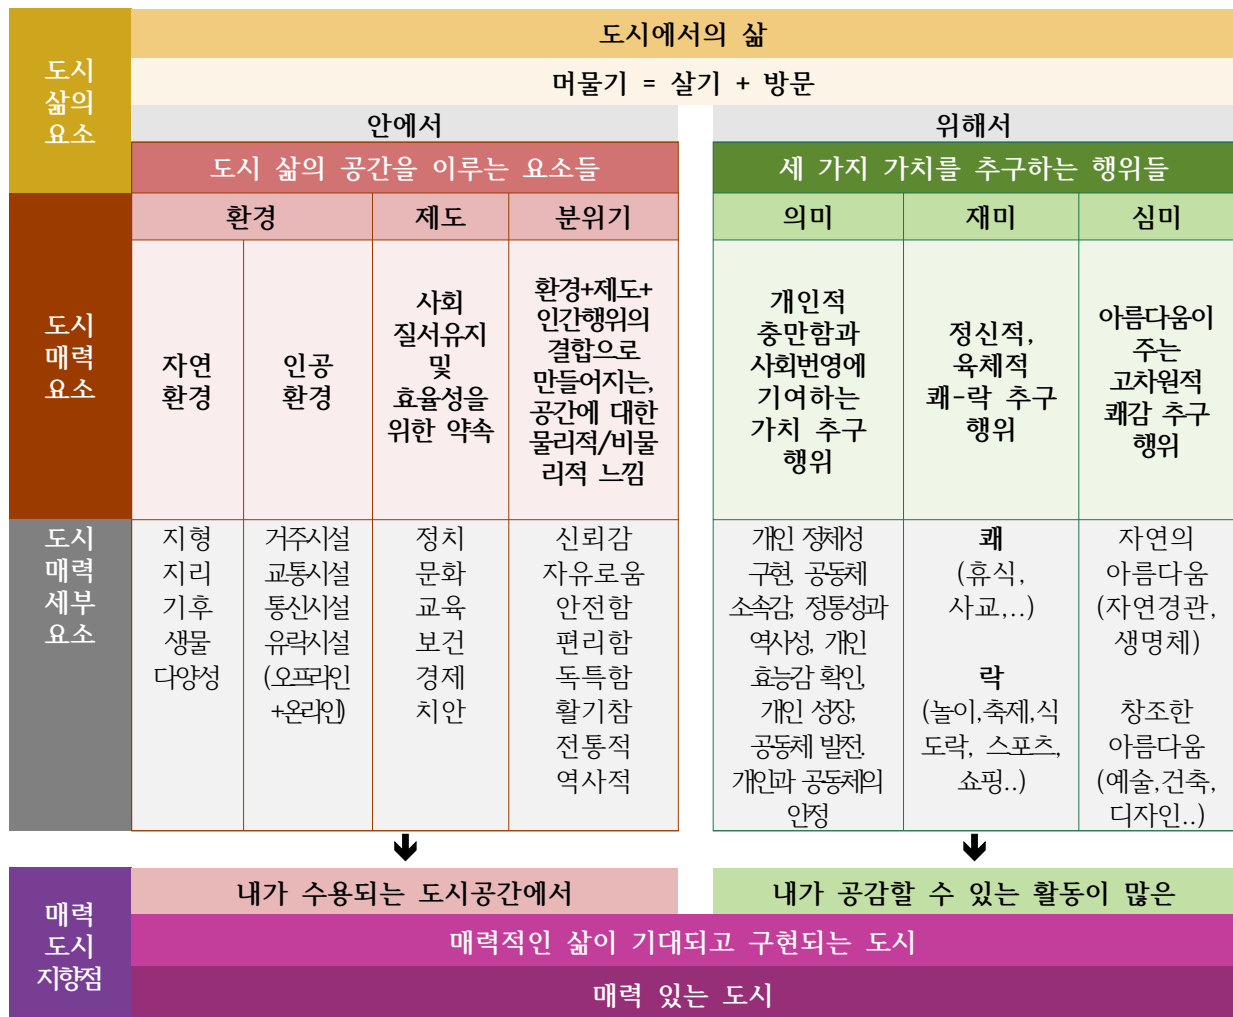 도시
삶의
요소
도시에서의 삶
머물기 = 살기 + 방문
안에서
위해서
도시 삶의 공간을 이루는 요소들
세 가지 가치를 추구하는 행위들
도시
매력
요소
환경
제도
분위기
의미
재미
심미
자연
환경
인공
환경
사회
질서유지
및
효율성을
위한 약속
환경+제도+
인간행위의
결합으로
만들어지는,
공간에 대한
물리적/비물
리적 느낌
개인적
충만함과
사회번영에
기여하는
가치 추구
행위
정신적,
육체적
쾌-락 추구
행위
아름다움이
주는
고차원적
쾌감 추구
행위
도시
매력
세부
요소
지형
지리
기후
생물
다양성
거주시설
교통시설
통신시설
유락시설
(오프라인
+온라인)
정치
문화
교육
보건
경제
치안
신뢰감
자유로움
안전함
편리함
독특함
활기참
전통적
역사적
개인 정체성
구현, 공동체
소속감, 정통성과
역사성, 개인
효능감 확인,
개인 성장,
공동체 발전.
개인과 공동체의
안정
쾌
(휴식,
사교,..)
락
(놀이,축제,식
도락, 스포츠,
쇼핑..)
자연의
아름다움
(자연경관,
생명체)
창조한
아름다움
(예술,건축,
디자인..)
매력
도시
지향점
내가 수용되는 도시공간에서
내가 공감할 수 있는 활동이 많은
매력적인 삶이 기대되고 구현되는 도시
매력 있는 도시